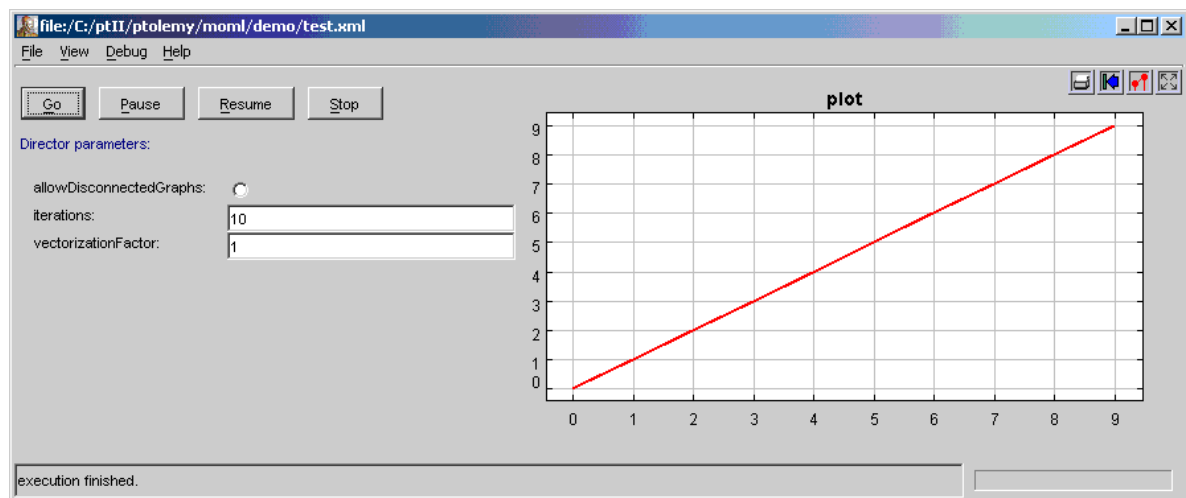 file:/C:/ptII/ptolemy/moml/demo/test.xml
File View Debug Help
Go Pause Resume Stop
Director parameters:
allowDisconnectedGraphs:
iterations: 10
vectorizationFactor: 1
plot
9
8
7
6
5
4
3
2
1
0
0 1 2 3 4 5 6 7 8 9
execution finished.